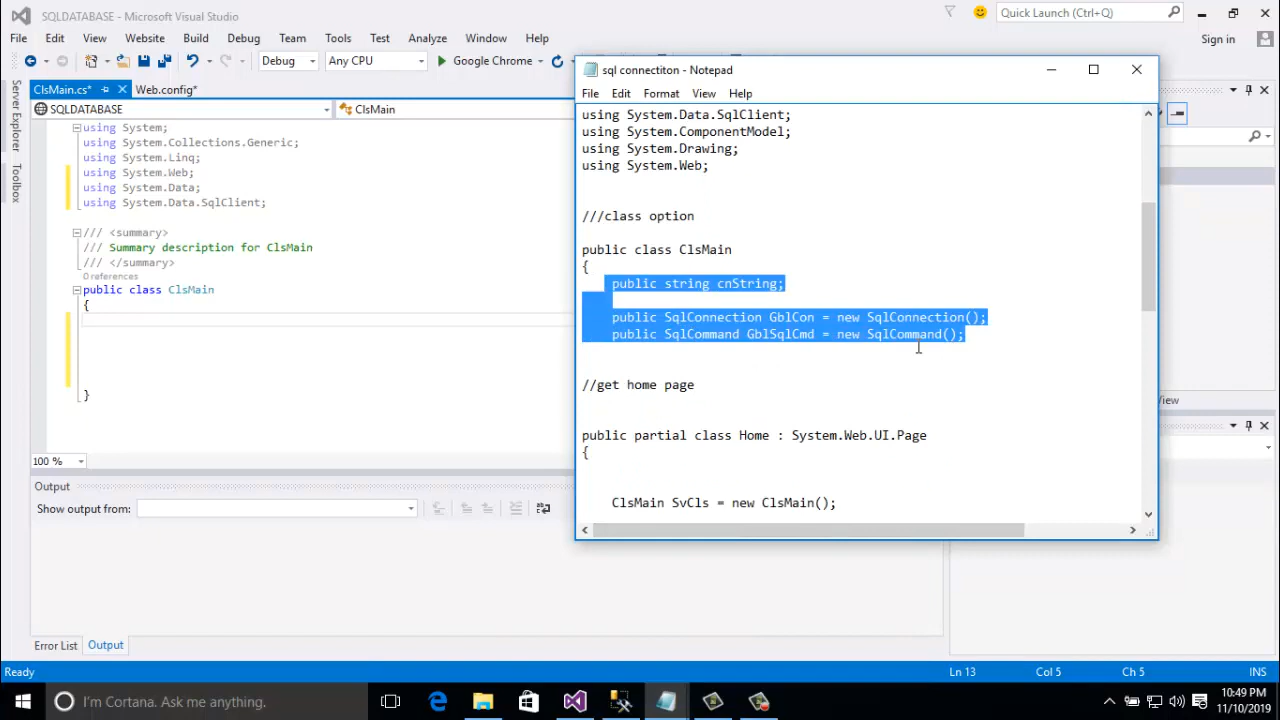 SQLDATABASE - Microsoft Visual Studio
Quick Launch (Ctrl+Q)
File Edit View Website Build Debug Team Tools Test Analyze Window Help
Sign in
Debug Any CPU Google Chrome
Server Explorer
Toolbox
ClsMain.cs* Web.config*
SQLDATABASE ClsMain
using System;
using System.Collections.Generic;
using System.Linq;
using System.Web;
using System.Data;
using System.Data.SqlClient;
/// <summary>
/// Summary description for ClsMain
/// </summary>
0 references
public class ClsMain
{
}
100 %
Output
Show output from:
Error List Output
sql connectiton - Notepad
File Edit Format View Help
using System.Data.SqlClient;
using System.ComponentModel;
using System.Drawing;
using System.Web;
///class option
public class ClsMain
{
public string cnString;
public SqlConnection GblCon = new SqlConnection();
public SqlCommand GblSqlCmd = new SqlCommand();
//get home page
public partial class Home : System.Web.UI.Page
{
ClsMain SvCls = new ClsMain();
View
Ready Ln 13 Col 5 Ch 5 INS
I'm Cortana. Ask me anything.
10:49 PM
11/10/2019